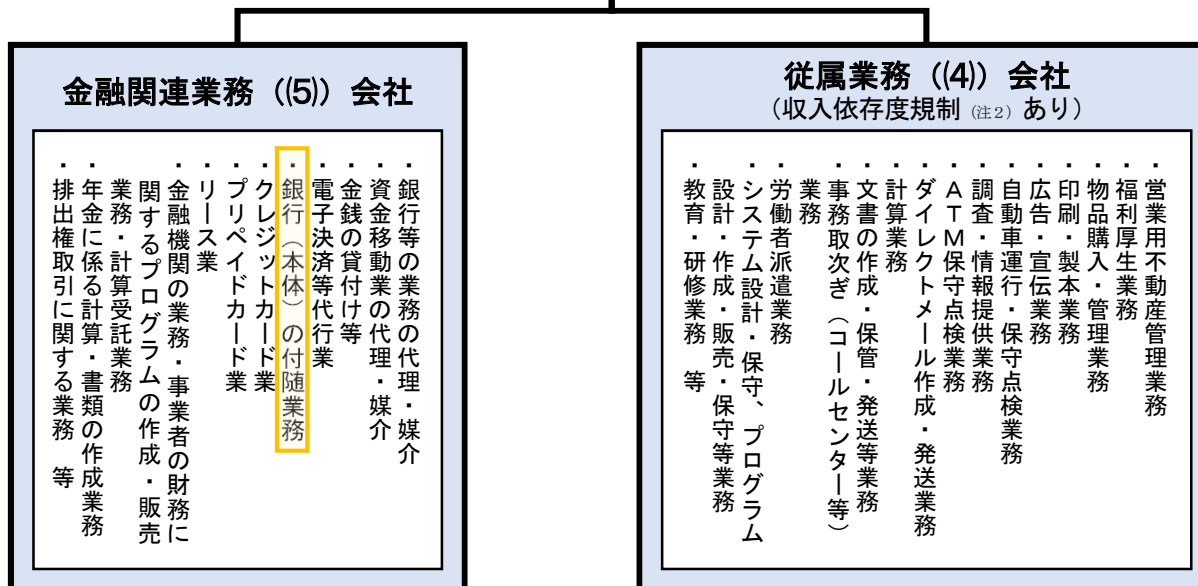 金融関連業務（(5)）会社
・銀行等の業務の代理・媒介
・資金移動業の代理・媒介
・金銭の貸付け等
・電子決済等代行業
・銀行（本体）の付随業務
・クレジットカード業
・プリペイドカード業
・リース業
・金融機関の業務・事業者の財務に
関するプログラムの作成・販売
業務・計算受託業務
・年金に係る計算・書類の作成業務
・排出権取引に関する業務 等
従属業務（(4)）会社
（収入依存度規制（注２）あり）
・営業用不動産管理業務
・福利厚生業務
・物品購入・管理業務
・印刷・製本業務
・広告・宣伝業務
・自動車運行・保守点検業務
・調査・情報提供業務
・ＡＴＭ保守点検業務
・ダイレクトメール作成・発送業務
・計算業務
・文書の作成・保管・発送等業務
・事務取次ぎ（コールセンター等）
業務
・労働者派遣業務
・システム設計・保守、プログラム
設計・作成・販売・保守等業務
・教育・研修業務 等